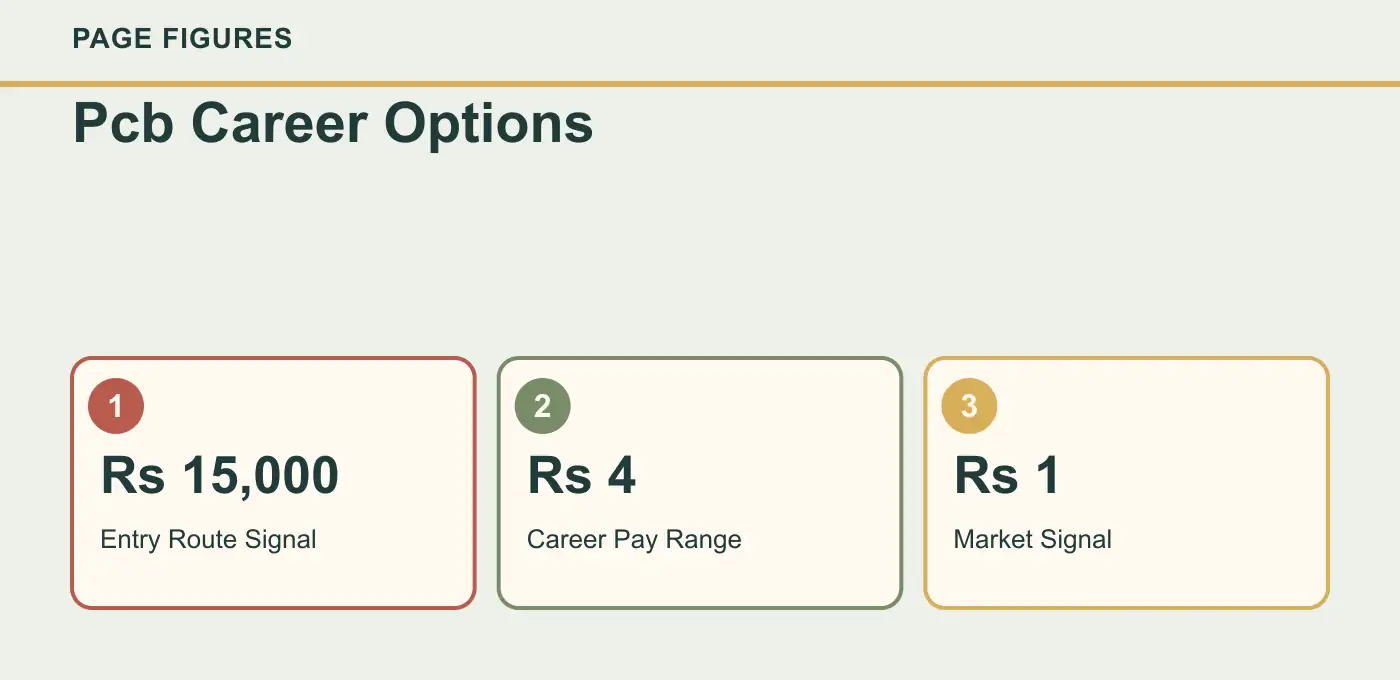 PAGE FIGURES
Pcb Career Options
1
Rs 15,000
Entry Route Signal
2
Rs 4
Career Pay Range
3
Rs 1
Market Signal